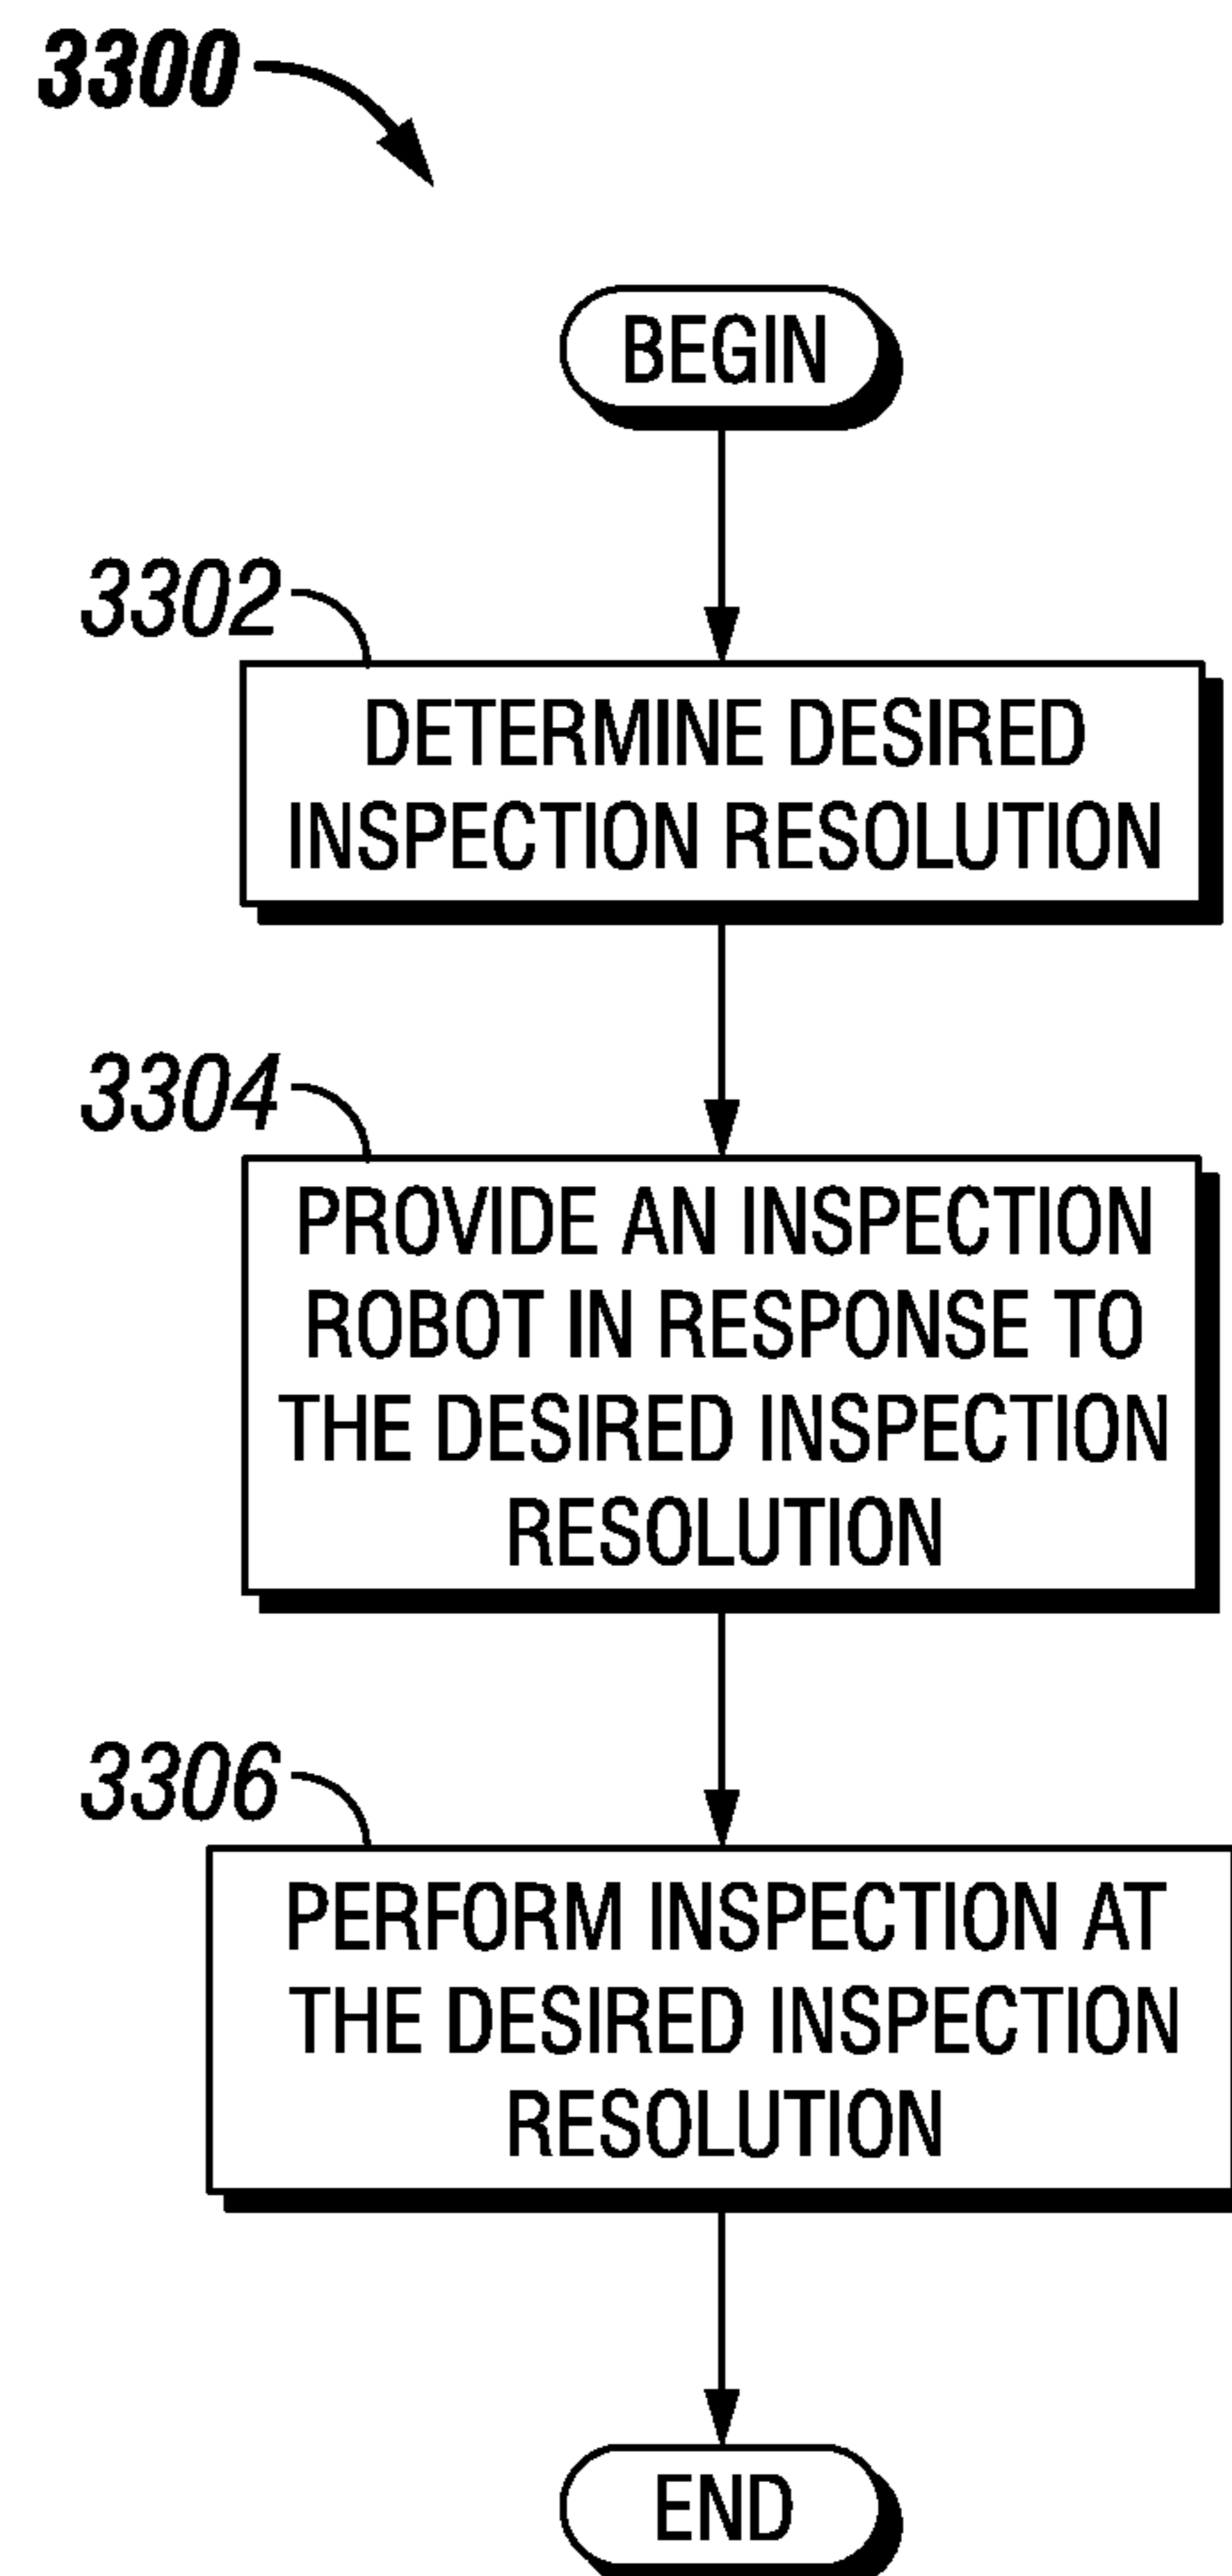 3300
BEGIN
3302
DETERMINE DESIRED
INSPECTION RESOLUTION
3304
PROVIDE AN INSPECTION
ROBOT IN RESPONSE TO
THE DESIRED INSPECTION
RESOLUTION
3306
PERFORM INSPECTION AT
THE DESIRED INSPECTION
RESOLUTION
END